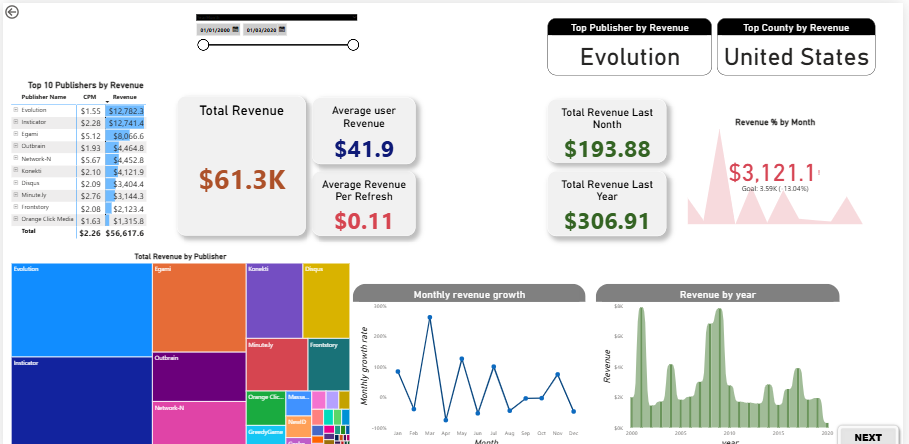 01/01/2000
01/03/2020
Top Publisher by Revenue
Evolution
Top County by Revenue
United States
Top 10 Publishers by Revenue
Publisher Name CPM Revenue
Evolution $1.55 $12,782.3
Insticator $2.28 $12,741.4
Egami $5.12 $8,066.6
Outbrain $1.93 $4,464.8
Network-N $5.67 $4,452.8
Konekti $2.10 $4,121.9
Disqus $2.09 $3,404.4
Minute.ly $2.76 $3,144.3
Frontstory $2.08 $2,123.4
Orange Click Media $1.63 $1,315.8
Total $2.26 $56,617.6
Total Revenue
$61.3K
Average user
Revenue
$41.9
Average Revenue
Per Refresh
$0.11
Total Revenue Last
Nonth
$193.88
Total Revenue Last
Year
$306.91
Revenue % by Month
$3,121.1!
Goal: 3.59K (-13.04%)
Total Revenue by Publisher
Evolution
Indicator
Egami
Outbrain
Network-N
Konekti
Disqus
Minute.ly
Frontstory
Orange Clic...
GreedyGame
Monthly revenue growth
Monthly growth rate
300%
200%
100%
0%
-100%
Jan Feb Mar Apr May Jun Jul Aug Sep Oct Nov Dec
Month
Revenue by year
Revenue
$8K
$6K
$4K
$2K
$0K
2000 2005 2010 2015 2020
year
NEXT